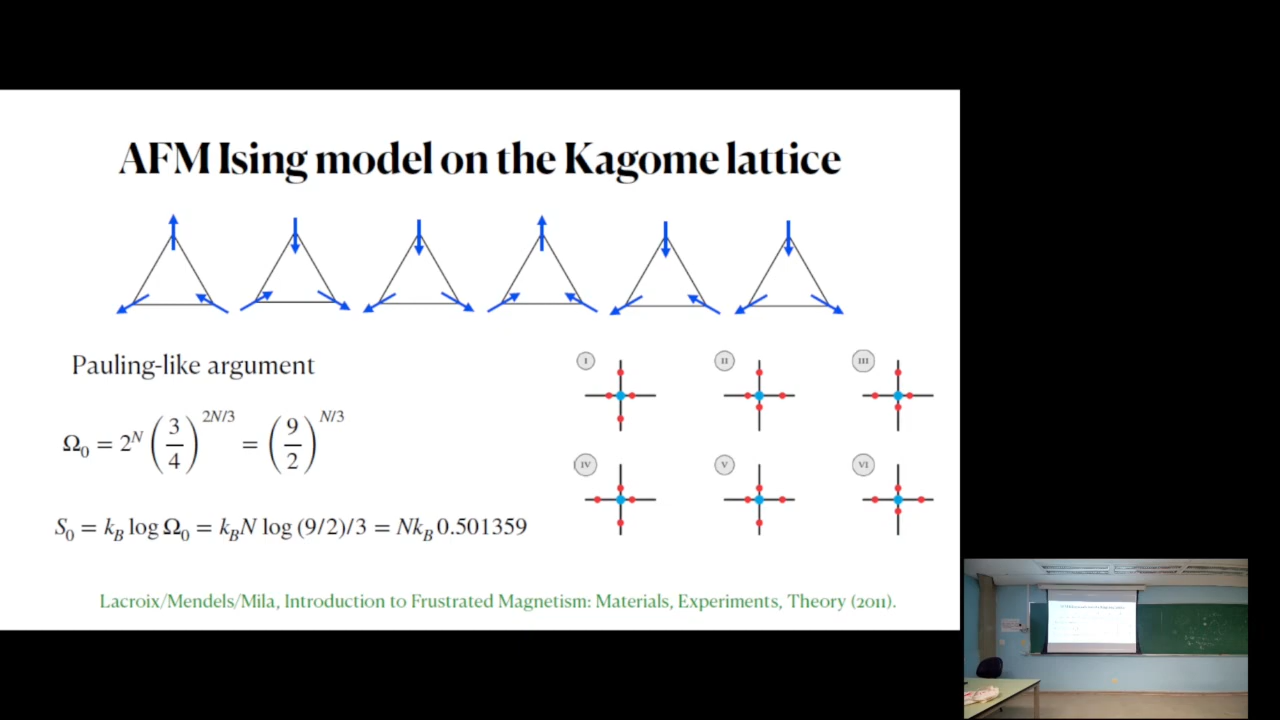 AFM Ising model on the Kagome lattice
Pauling-like argument
I
II
III
Ω₀ = 2^N (3/4)^{2N/3} = (9/2)^{N/3}
IV
V
VI
S₀ = k_B log Ω₀ = k_B N log (9/2)/3 = Nk_B 0.501359
Lacroix/Mendels/Mila, Introduction to Frustrated Magnetism: Materials, Experiments, Theory (2011).